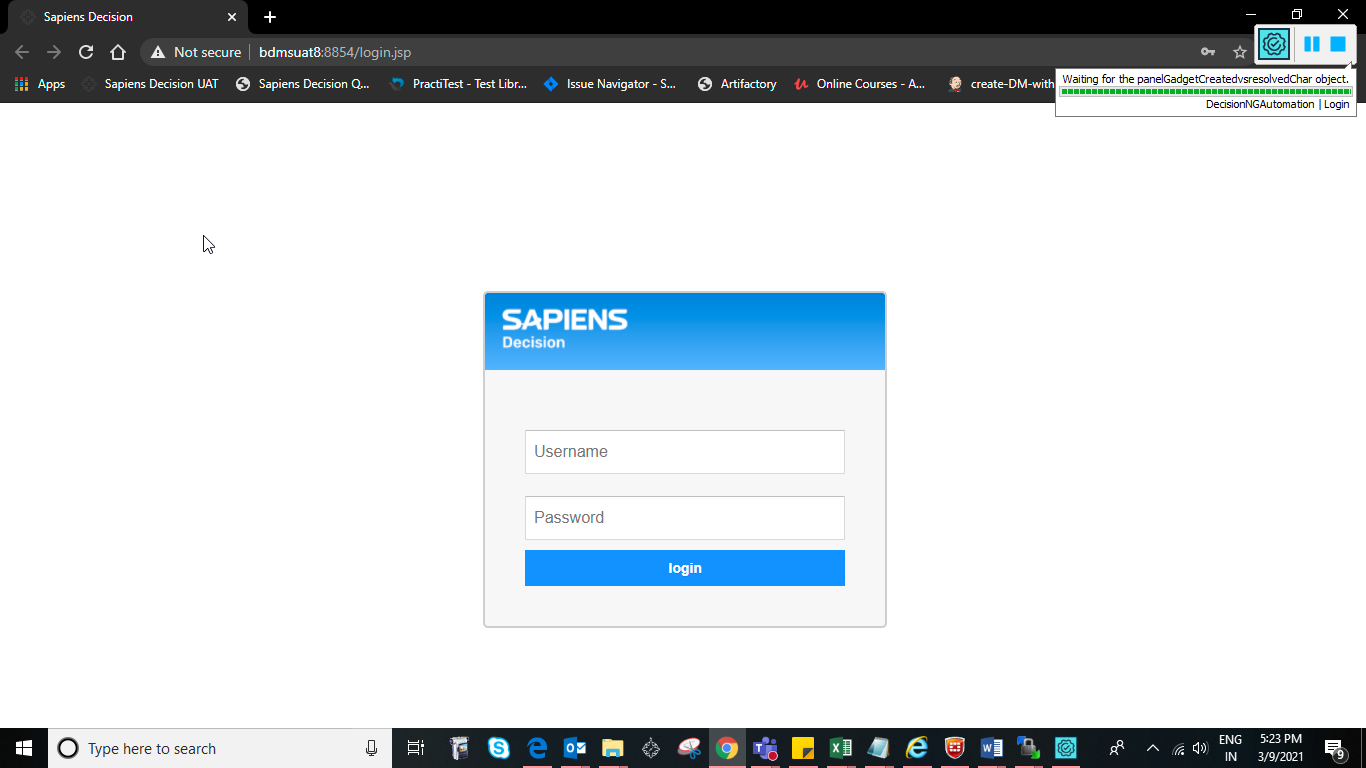 Sapiens Decision
Not secure
bdmsuat8:8854/login.jsp
Apps
Sapiens Decision UAT
Sapiens Decision Q...
PractiTest - Test Libr...
Issue Navigator - S...
Artifactory
Online Courses - A...
create-DM-with
Waiting for the panelGadgetCreatedvsresolvedChar object.
DecisionNGAutomation | Login
SAPIENS
Decision
Username
Password
login
Type here to search
ENG
IN
5:23 PM
3/9/2021
9